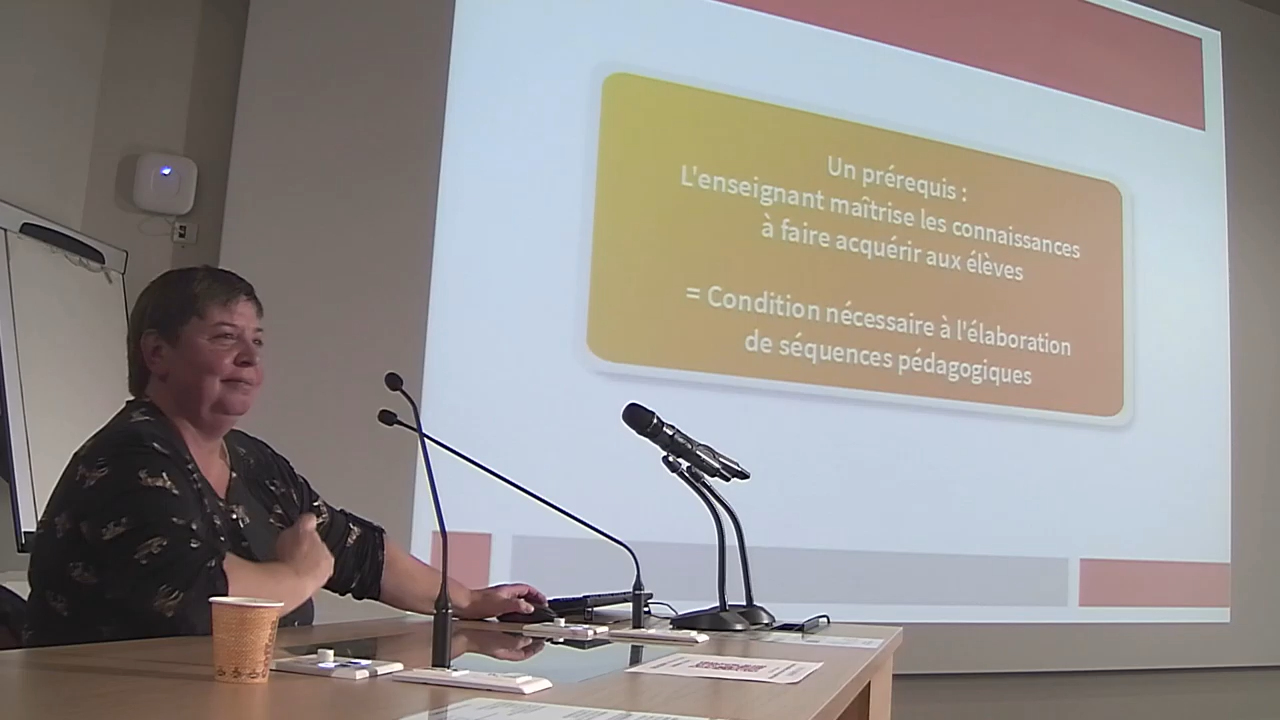 Un prérequis :
L'enseignant maîtrise les connaissances
à faire acquérir aux élèves
= Condition nécessaire à l'élaboration
de séquences pédagogiques